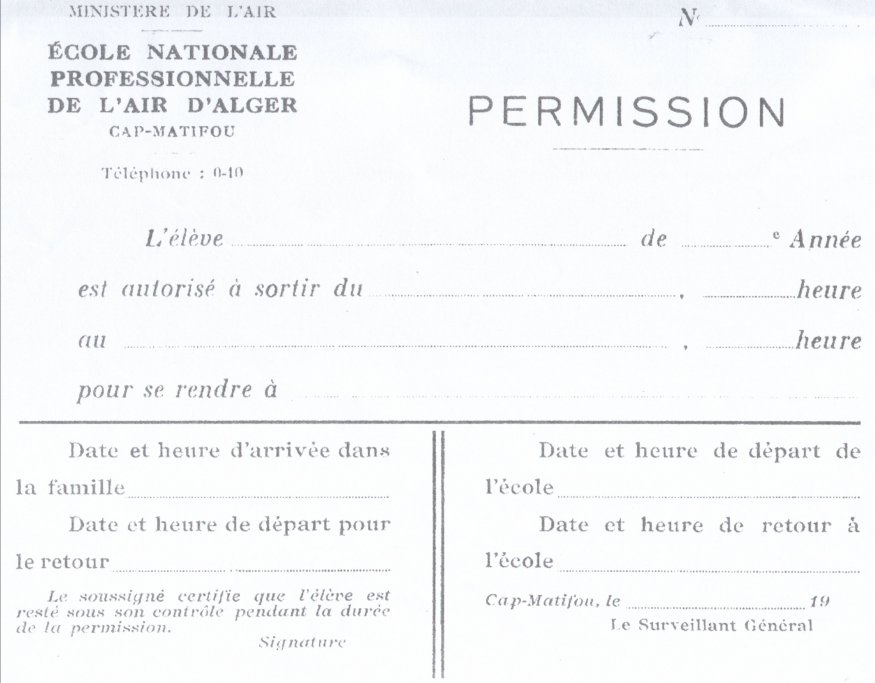 MINISTERE DE L'AIR
N°
ÉCOLE NATIONALE
PROFESSIONNELLE
DE L'AIR D'ALGER
CAP-MATIFOU
Téléphone : 0-10
PERMISSION
L'élève de e Année
est autorisé à sortir du , heure
au , heure
pour se rendre à
Date et heure d'arrivée dans
la famille
Date et heure de départ pour
le retour
Le soussigné certifie que l'élève est
resté sous son contrôle pendant la durée
de la permission.
Signature
Date et heure de départ de
l'école
Date et heure de retour à
l'école
Cap-Matifou, le 19
Le Surveillant Général